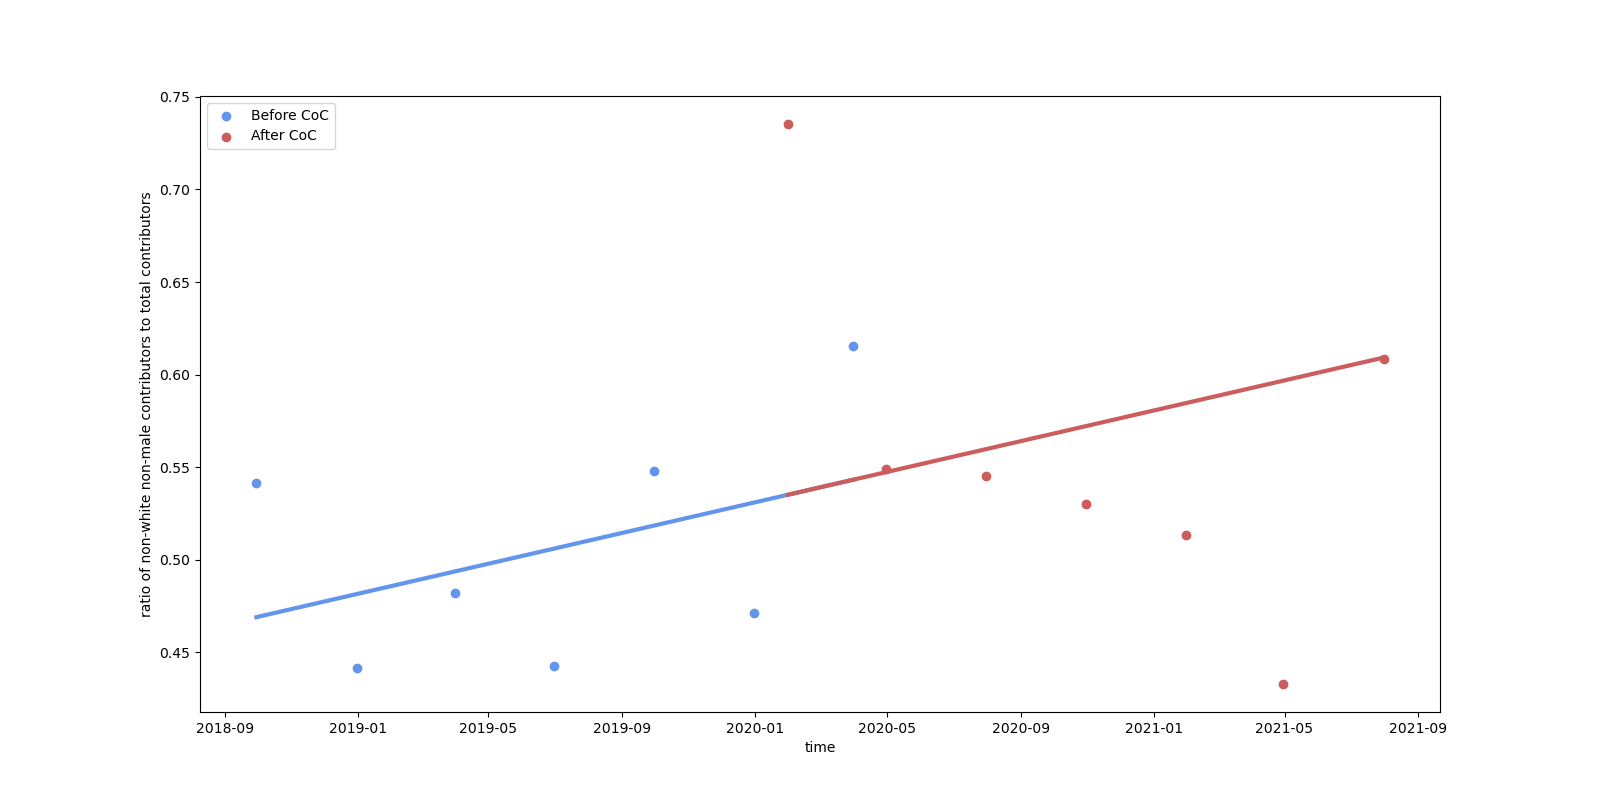 Before CoC
After CoC
0.75
0.70
0.65
0.60
0.55
0.50
0.45
ratio of non-white non-male contributors to total contributors
2018-09 2019-01 2019-05 2019-09 2020-01 2020-05 2020-09 2021-01 2021-05 2021-09
time